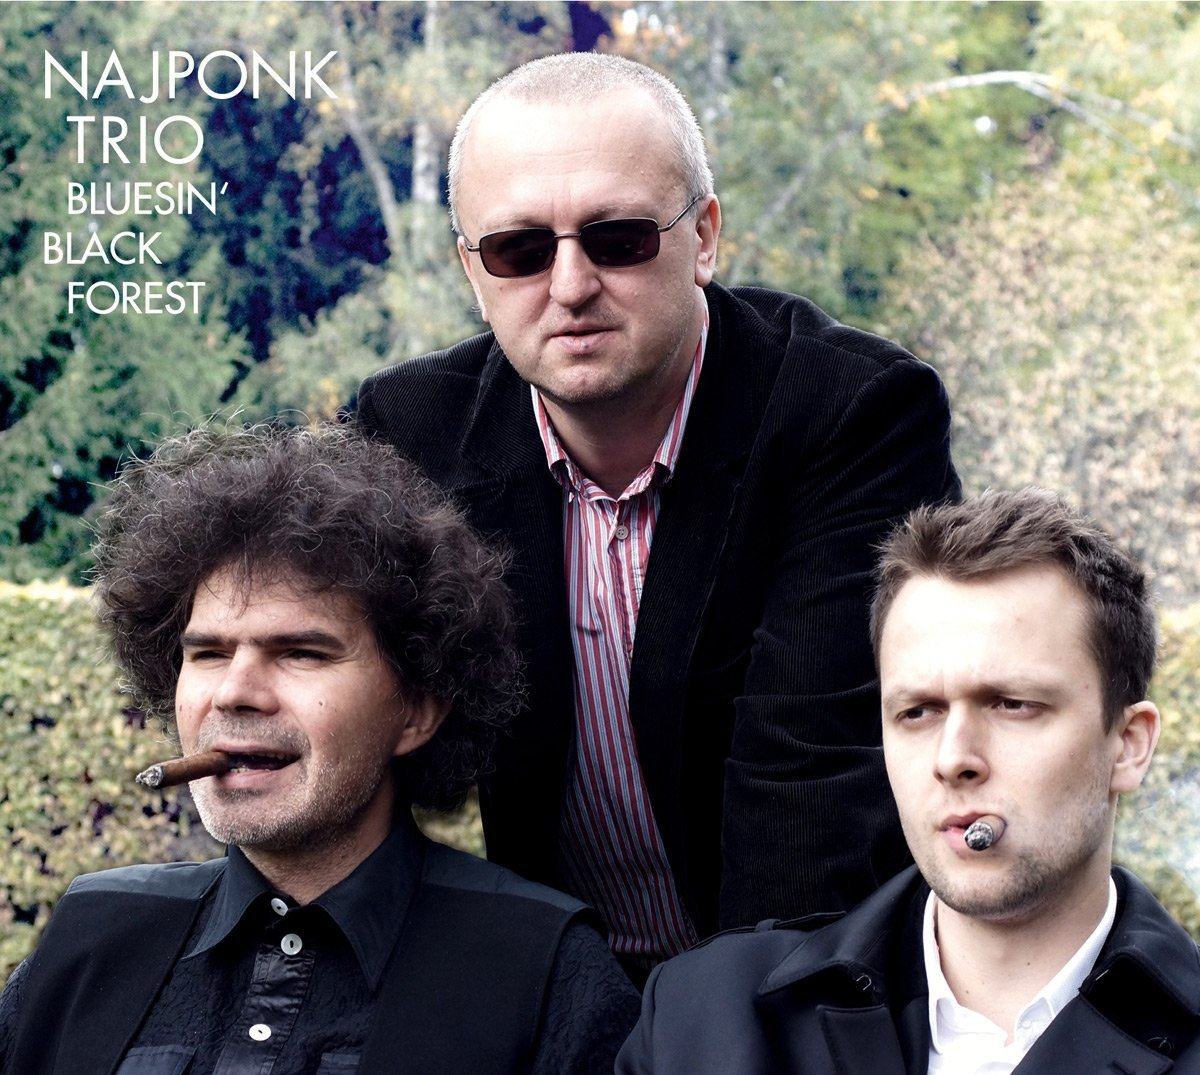 NAJPONK
TRIO
BLUESIN‘
BLACK
FOREST